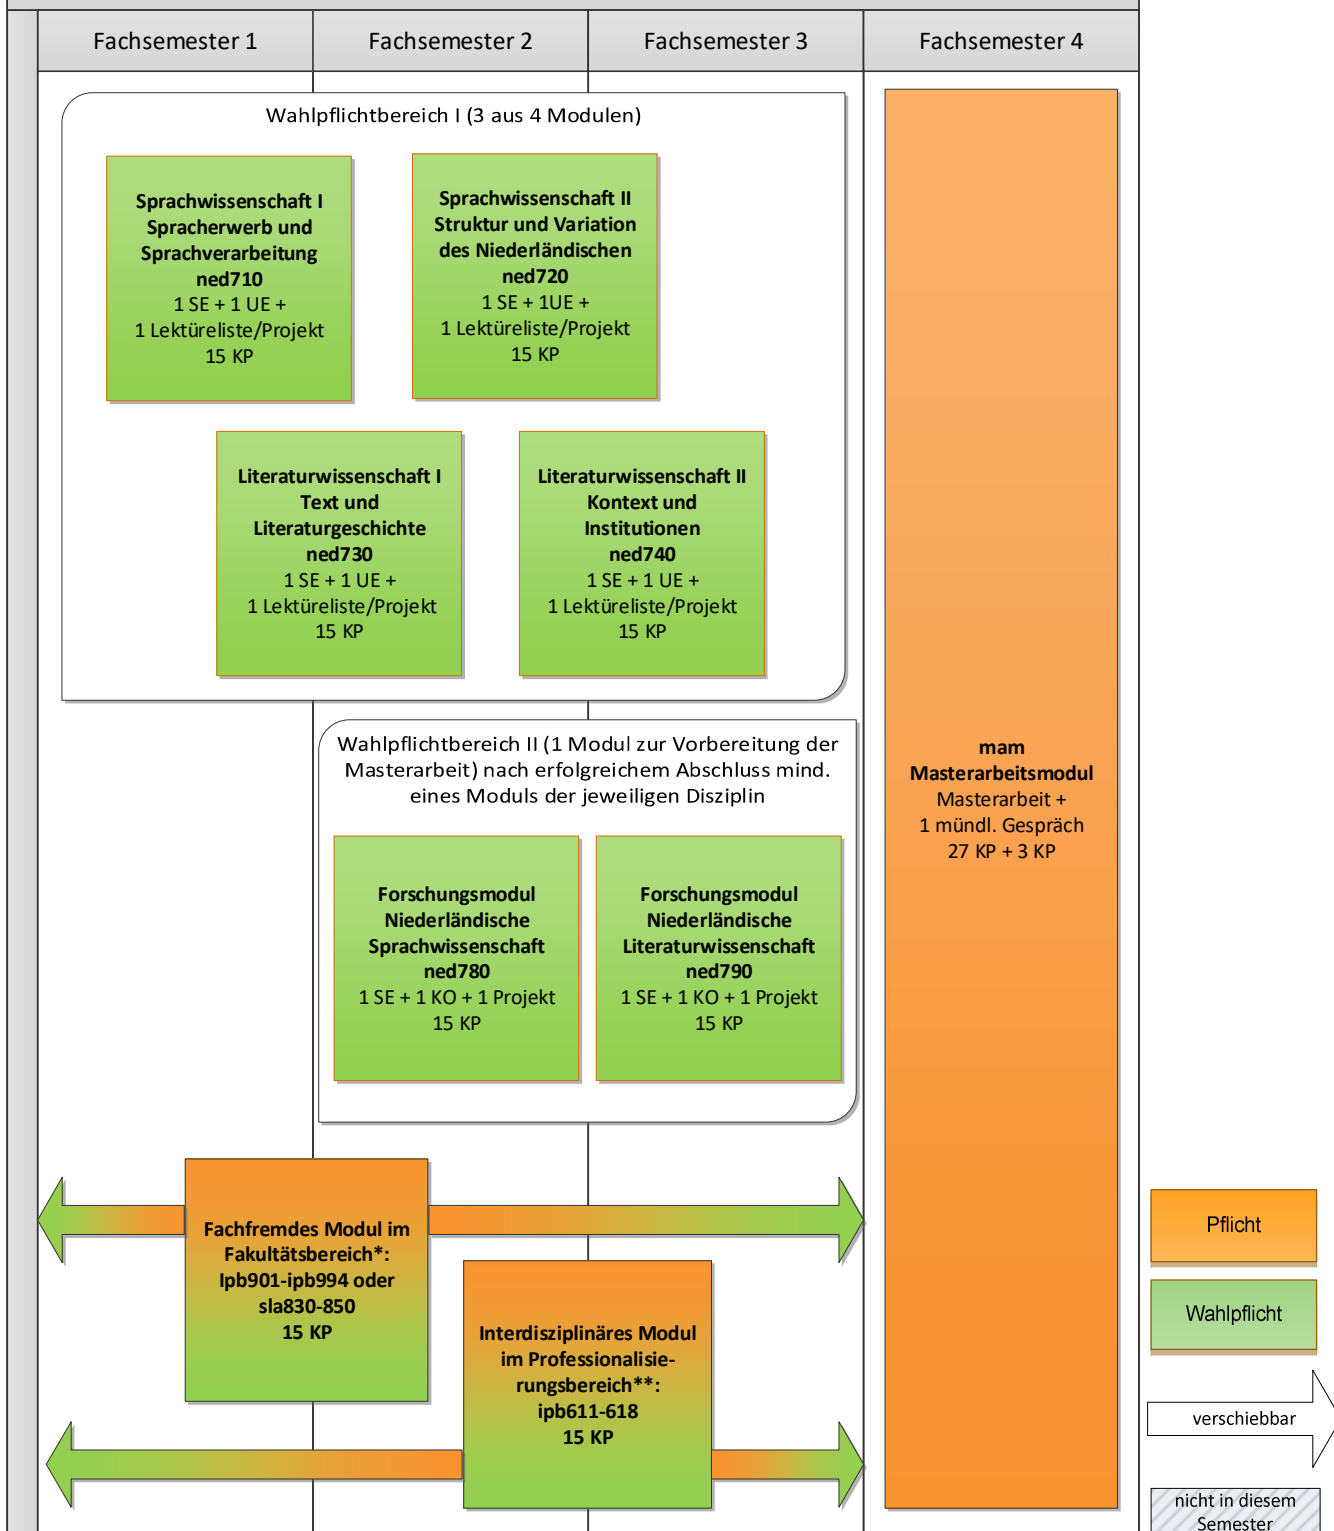 Fachsemester 1
Fachsemester 2
Fachsemester 3
Fachsemester 4
Wahlpflichtbereich I (3 aus 4 Modulen)
Sprachwissenschaft I
Spracherwerb und
Sprachverarbeitung
ned710
1 SE + 1 UE +
1 Lektüreliste/Projekt
15 KP
Sprachwissenschaft II
Struktur und Variation
des Niederländischen
ned720
1 SE + 1UE +
1 Lektüreliste/Projekt
15 KP
Literaturwissenschaft I
Text und
Literaturgeschichte
ned730
1 SE + 1 UE +
1 Lektüreliste/Projekt
15 KP
Literaturwissenschaft II
Kontext und
Institutionen
ned740
1 SE + 1 UE +
1 Lektüreliste/Projekt
15 KP
Wahlpflichtbereich II (1 Modul zur Vorbereitung der
Masterarbeit) nach erfolgreichem Abschluss mind.
eines Moduls der jeweiligen Disziplin
Forschungsmodul
Niederländische
Sprachwissenschaft
ned780
1 SE + 1 KO + 1 Projekt
15 KP
Forschungsmodul
Niederländische
Literaturwissenschaft
ned790
1 SE + 1 KO + 1 Projekt
15 KP
mam
Masterarbeitsmodul
Masterarbeit +
1 mündl. Gespräch
27 KP + 3 KP
Fachfremdes Modul im
Fakultätsbereich*:
Ipb901-ipb994 oder
sla830-850
15 KP
Interdisziplinäres Modul
im Professionalisie-
rungsbereich**:
ipb611-618
15 KP
Pflicht
Wahlpflicht
verschiebbar
nicht in diesem
Semester